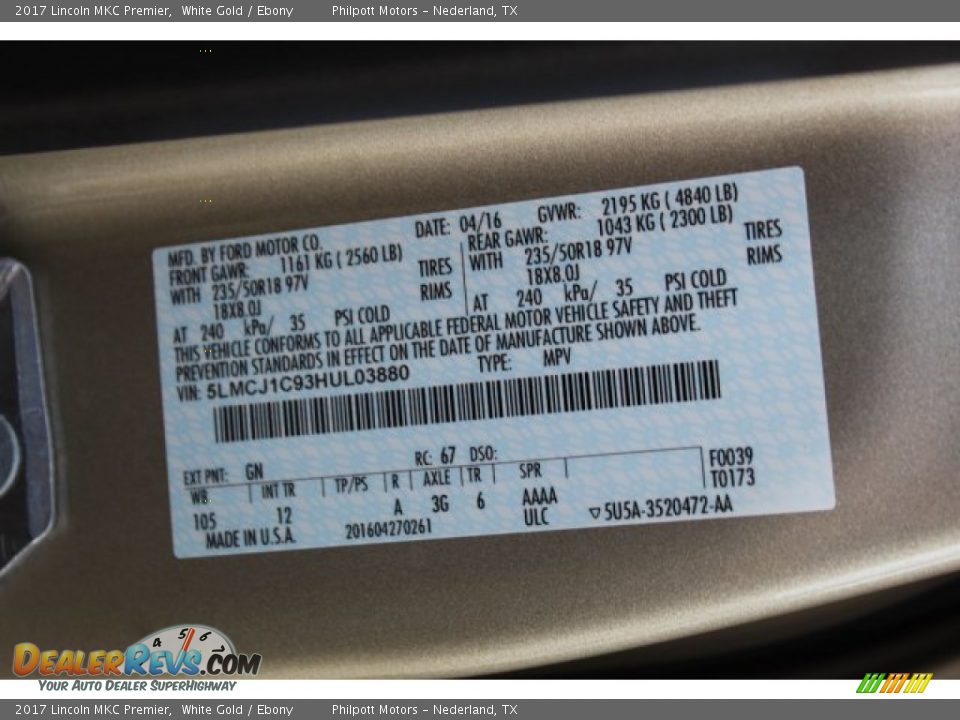 2017 Lincoln MKC Premier, White Gold / Ebony Philpott Motors – Nederland, TX
MFD. BY FORD MOTOR CO. DATE: 04/16 GVWR: 2195 KG ( 4840 LB)
FRONT GAWR: 1161 KG ( 2560 LB) REAR GAWR: 1043 KG ( 2300 LB)
WITH 235/50R18 97V TIRES WITH 235/50R18 97V TIRES
18X8.0J RIMS 18X8.0J RIMS
AT 240 kPa/ 35 PSI COLD AT 240 kPa/ 35 PSI COLD
THIS VEHICLE CONFORMS TO ALL APPLICABLE FEDERAL MOTOR VEHICLE SAFETY AND THEFT
PREVENTION STANDARDS IN EFFECT ON THE DATE OF MANUFACTURE SHOWN ABOVE.
VIN: 5LMCJ1C93HUL03880 TYPE: MPV
EXT PNT: GN RC: 67 DSO: F0039
WB INT TR TP/PS R AXLE TR SPR T0173
105 12 A 3G 6 AAAA
MADE IN U.S.A. 201604270261 ULC ▽5U5A-3520472-AA
4 5 6
DEALERREVS.COM
YOUR AUTO DEALER SUPERHIGHWAY
2017 Lincoln MKC Premier, White Gold / Ebony Philpott Motors – Nederland, TX